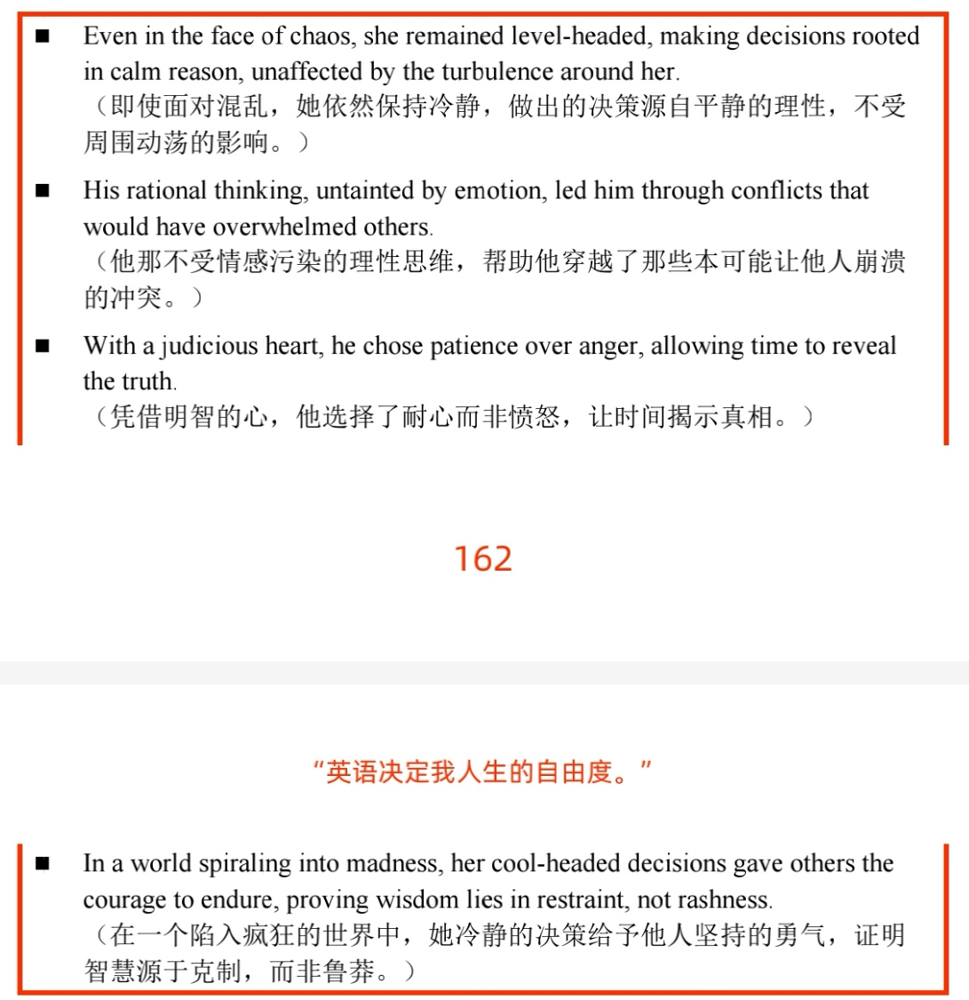 ■ Even in the face of chaos, she remained level-headed, making decisions rooted
in calm reason, unaffected by the turbulence around her.
（即使面对混乱，她依然保持冷静，做出的决策源自平静的理性，不受
周围动荡的影响。）
■ His rational thinking, untainted by emotion, led him through conflicts that
would have overwhelmed others.
（他那不受情感污染的理性思维，帮助他穿越了那些本可能让他人崩溃
的冲突。）
■ With a judicious heart, he chose patience over anger, allowing time to reveal
the truth.
（凭借明智的心，他选择了耐心而非愤怒，让时间揭示真相。）
162
“英语决定我人生的自由度。”
■ In a world spiraling into madness, her cool-headed decisions gave others the
courage to endure, proving wisdom lies in restraint, not rashness.
（在一个陷入疯狂的世界中，她冷静的决策给予他人坚持的勇气，证明
智慧源于克制，而非鲁莽。）